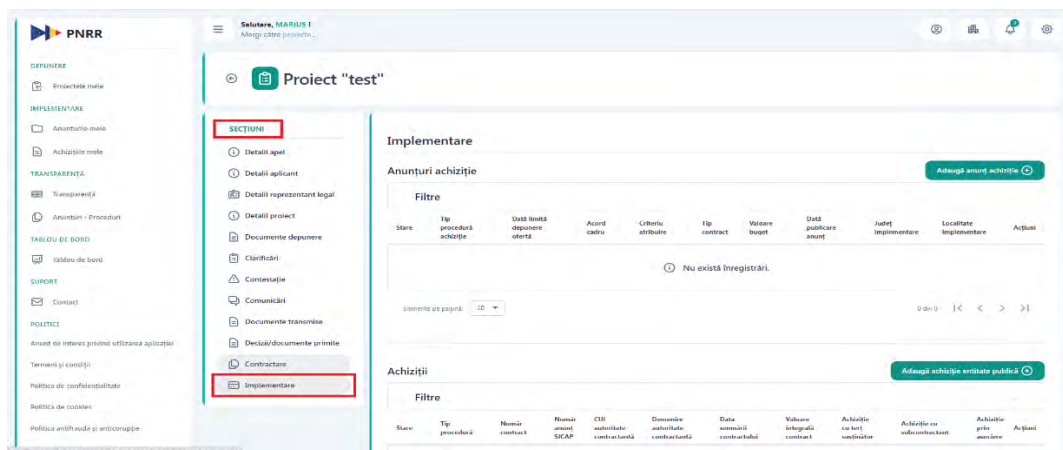 PNRR
Salutare, MARIUS !
Mergi către proiecte...
DEPUNERE
Proiectele mele
IMPLEMENTARE
Anunțurile mele
Achizițiile mele
TRANSPARENȚĂ
Transparență
Anunțuri - Proceduri
TABLOU DE BORD
Tablou de bord
SUPORT
Contact
POLITICI
Anunț de interes privind utilizarea aplicației
Termeni și condiții
Politica de confidențialitate
Politica de cookies
Politica antifraudă și anticorupție
Proiect "test"
SECȚIUNI
Detalii apel
Detalii aplicant
Detalii reprezentant legal
Detalii proiect
Documente depunere
Clarificări
Contestație
Comunicări
Documente transmise
Decizii/documente primite
Contractare
Implementare
Implementare
Anunțuri achiziție
Adaugă anunț achiziție
Filtre
Stare
Tip procedură achiziție
Dată limită depunere ofertă
Acord cadru
Criteriu atribuire
Tip contract
Valoare buget
Dată publicare anunț
Județ implementare
Localitate implementare
Acțiuni
Nu există înregistrări.
Elemente pe pagină: 10
0 din 0
Achiziții
Adaugă achiziție entitate publică
Filtre
Stare
Tip procedură
Număr contract
Număr anunț SICAP
CUI autoritate contractantă
Denumire autoritate contractantă
Data semnării contractului
Valoare integrală contract
Achiziție cu terț susținător
Achiziție cu subcontractant
Achiziție prin asociere
Acțiuni